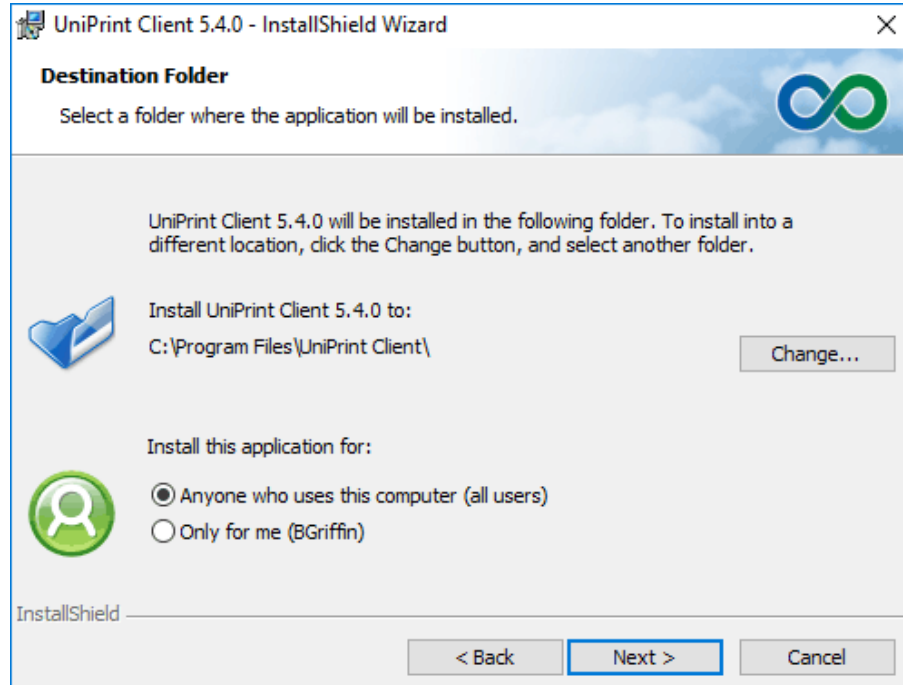 UniPrint Client 5.4.0 - InstallShield Wizard
Destination Folder
Select a folder where the application will be installed.
UniPrint Client 5.4.0 will be installed in the following folder. To install into a
different location, click the Change button, and select another folder.
Install UniPrint Client 5.4.0 to:
C:\Program Files\UniPrint Client\
Change...
Install this application for:
Anyone who uses this computer (all users)
Only for me (BGriffin)
InstallShield
< Back
Next >
Cancel